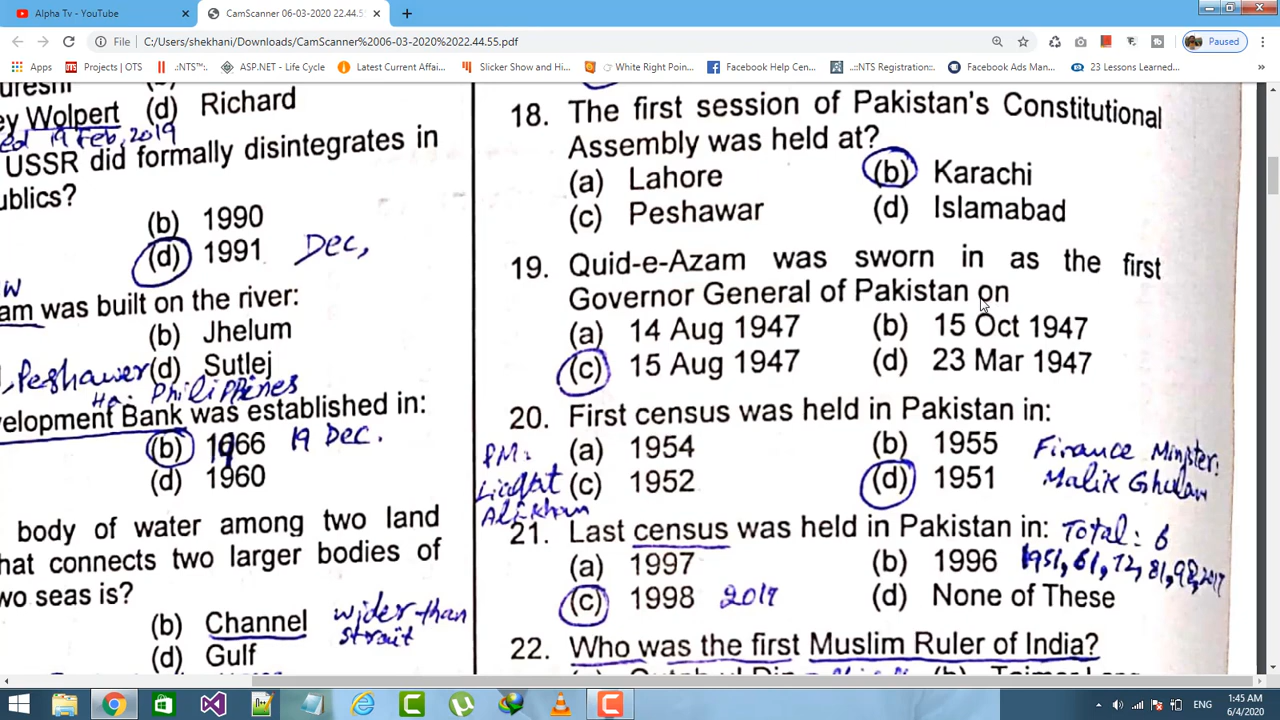 Alpha Tv - YouTube
CamScanner 06-03-2020 22.44.5
File C:/Users/shekhani/Downloads/CamScanner%2006-03-2020%2022.44.55.pdf
Paused
Apps
Projects | OTS
::NTS™:.
ASP.NET - Life Cycle
Latest Current Affai...
Slicer Show and Hi...
White Right Poin...
Facebook Help Cen...
.::NTS Registration:...
Facebook Ads Man...
23 Lessons Learned...
(d) Richard
ey Wolpert
19 Feb, 2019
USSR did formally disintegrates in
ublics?
(b) 1990
(d) 1991 Dec,
am was built on the river:
(b) Jhelum
Peshawer (d) Sutlej
HQ: Philippines
velopment Bank was established in:
(b) 1966 19 Dec.
(d) 1960
body of water among two land
hat connects two larger bodies of
wo seas is?
(b) Channel wider than
strait
(d) Gulf
18. The first session of Pakistan's Constitutional
Assembly was held at?
(a) Lahore (b) Karachi
(c) Peshawar (d) Islamabad
19. Quid-e-Azam was sworn in as the first
Governor General of Pakistan on
(a) 14 Aug 1947 (b) 15 Oct 1947
(c) 15 Aug 1947 (d) 23 Mar 1947
20. First census was held in Pakistan in:
(a) 1954 (b) 1955
(c) 1952 (d) 1951
PM:
Liaqat
Ali Khan
Finance Minister:
Malik Ghulam
21. Last census was held in Pakistan in: Total: 6
(a) 1997 (b) 1996 1951, 61, 72, 81, 98, 2017
(c) 1998 2017 (d) None of These
22. Who was the first Muslim Ruler of India?
1:45 AM
6/4/2020